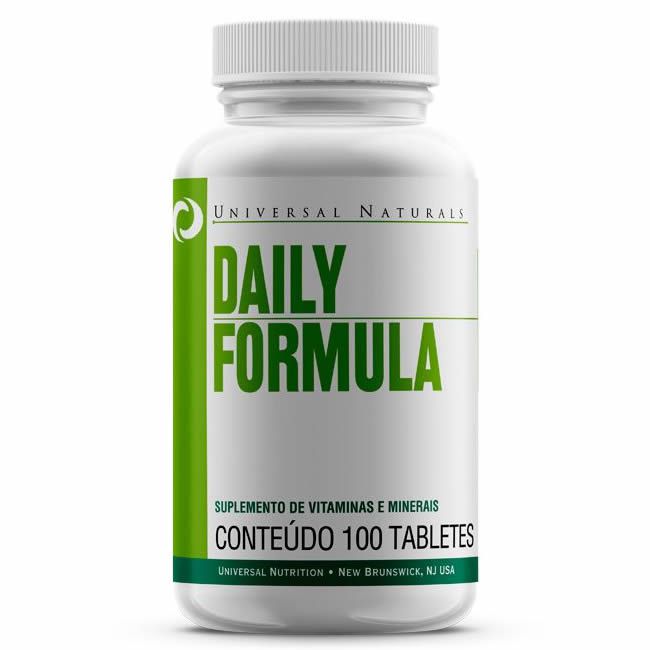 UNIVERSAL NATURALS
DAILY
FORMULA
SUPLEMENTO DE VITAMINAS E MINERAIS
CONTEÚDO 100 TABLETES
UNIVERSAL NUTRITION • NEW BRUNSWICK, NJ USA